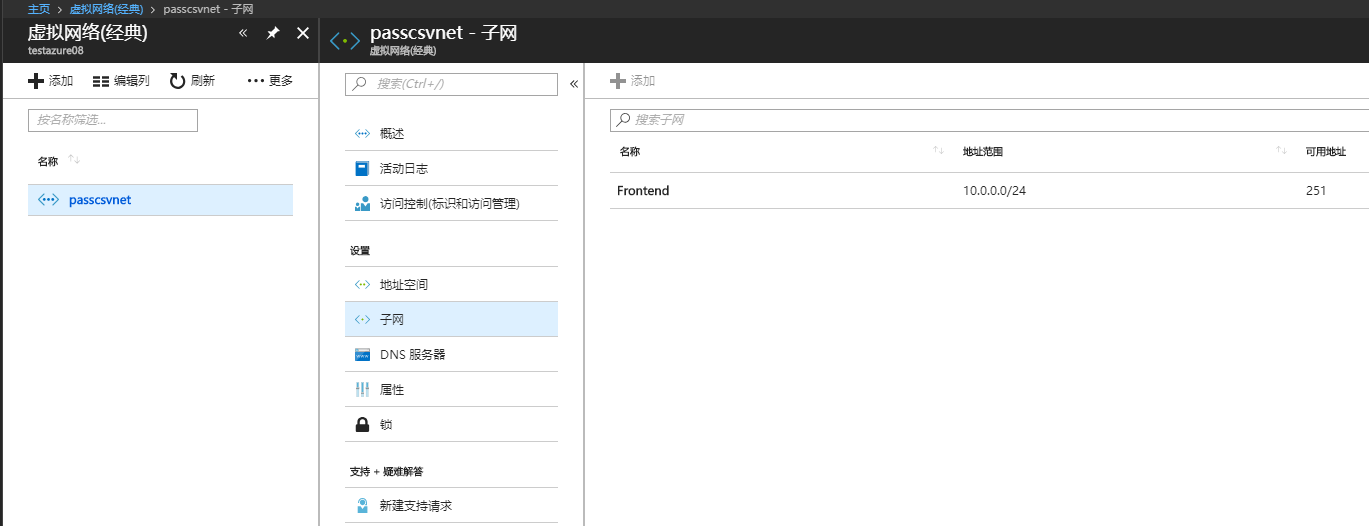 主页 > 虚拟网络(经典) > passcsvnet - 子网
虚拟网络(经典)
testazure08
添加
编辑列
刷新
更多
按名称筛选...
名称
passcsvnet
passcsvnet - 子网
虚拟网络(经典)
搜索(Ctrl+/)
概述
活动日志
访问控制(标识和访问管理)
设置
地址空间
子网
DNS 服务器
属性
锁
支持 + 疑难解答
新建支持请求
添加
搜索子网
名称 地址范围 可用地址
Frontend 10.0.0.0/24 251